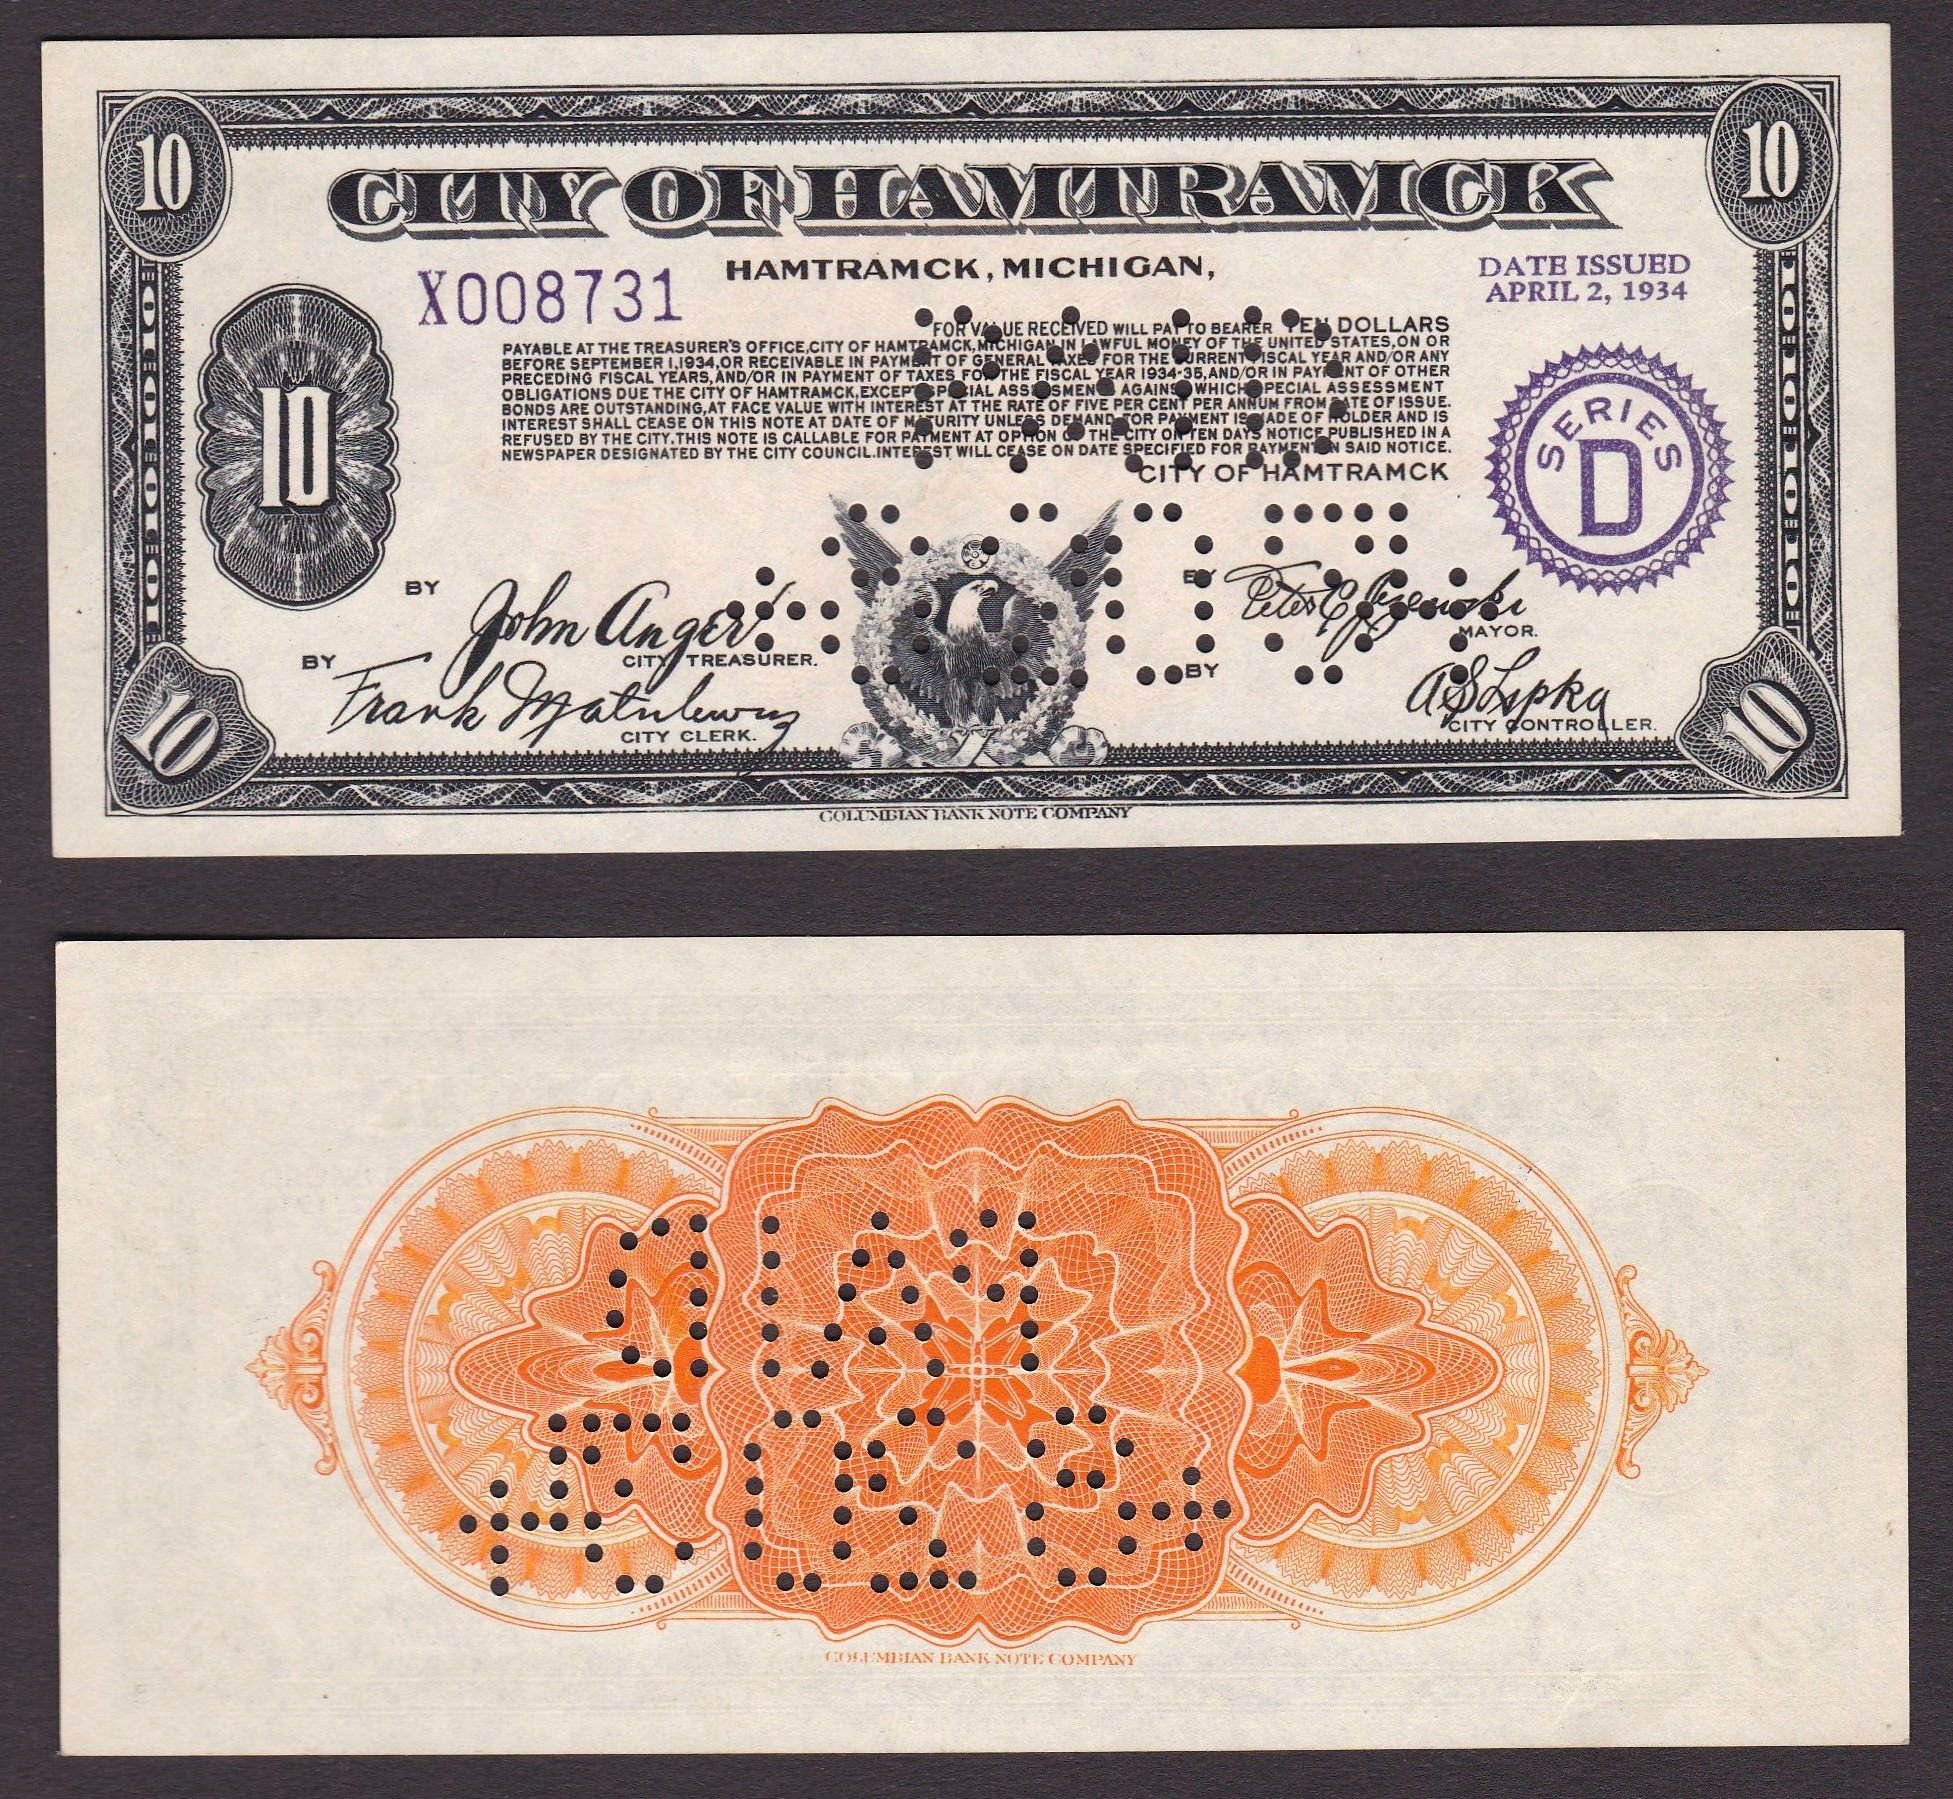 10 10
CITY OF HAMTRAMCK
HAMTRAMCK, MICHIGAN,
X008731
DATE ISSUED
APRIL 2, 1934
FOR VALUE RECEIVED WILL PAY TO BEARER TEN DOLLARS
PAYABLE AT THE TREASURER'S OFFICE, CITY OF HAMTRAMCK, MICHIGAN IN LAWFUL MONEY OF THE UNITED STATES, ON OR
BEFORE SEPTEMBER 1, 1934, OR RECEIVABLE IN PAYMENT OF GENERAL TAXES FOR THE CURRENT FISCAL YEAR AND/OR ANY
PRECEDING FISCAL YEARS, AND/OR IN PAYMENT OF TAXES FOR THE FISCAL YEAR 1934-35, AND/OR IN PAYMENT OF OTHER
OBLIGATIONS DUE THE CITY OF HAMTRAMCK, EXCEPT SPECIAL ASSESSMENTS AGAINST WHICH SPECIAL ASSESSMENT
BONDS ARE OUTSTANDING, AT FACE VALUE WITH INTEREST AT THE RATE OF FIVE PER CENT PER ANNUM FROM DATE OF ISSUE.
INTEREST SHALL CEASE ON THIS NOTE AT DATE OF MATURITY UNLESS DEMAND FOR PAYMENT IS MADE OF HOLDER AND IS
REFUSED BY THE CITY. THIS NOTE IS CALLABLE FOR PAYMENT AT OPTION OF THE CITY ON TEN DAYS NOTICE PUBLISHED IN A
NEWSPAPER DESIGNATED BY THE CITY COUNCIL. INTEREST WILL CEASE ON DATE SPECIFIED FOR PAYMENT IN SAID NOTICE.
CITY OF HAMTRAMCK
10
SERIES
D
BY John Anger
CITY TREASURER.
BY Frank Matulewicz
CITY CLERK.
BY Peter C. Jezewski
MAYOR.
BY A S Lipka
CITY CONTROLLER.
10 10
COLUMBIAN BANK NOTE COMPANY
COLUMBIAN BANK NOTE COMPANY